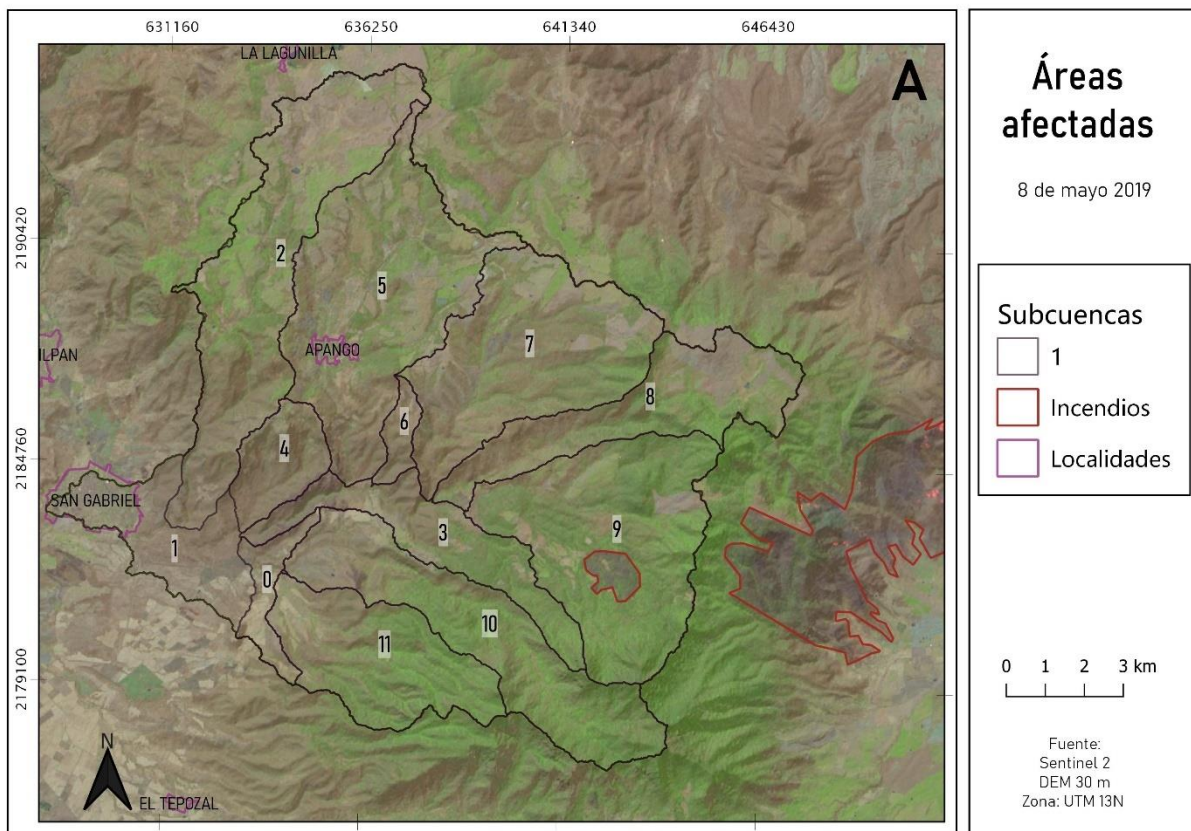 631160 636250 641340 646430
LA LAGUNILLA
A
2190420
2
5
APANGO
7
ILPAN
8
6
4
2184760
SAN GABRIEL
9
3
1
0
10
11
2179100
N
EL TEPOZAL
Áreas
afectadas
8 de mayo 2019
Subcuencas
1
Incendios
Localidades
0 1 2 3 km
Fuente:
Sentinel 2
DEM 30 m
Zona: UTM 13N